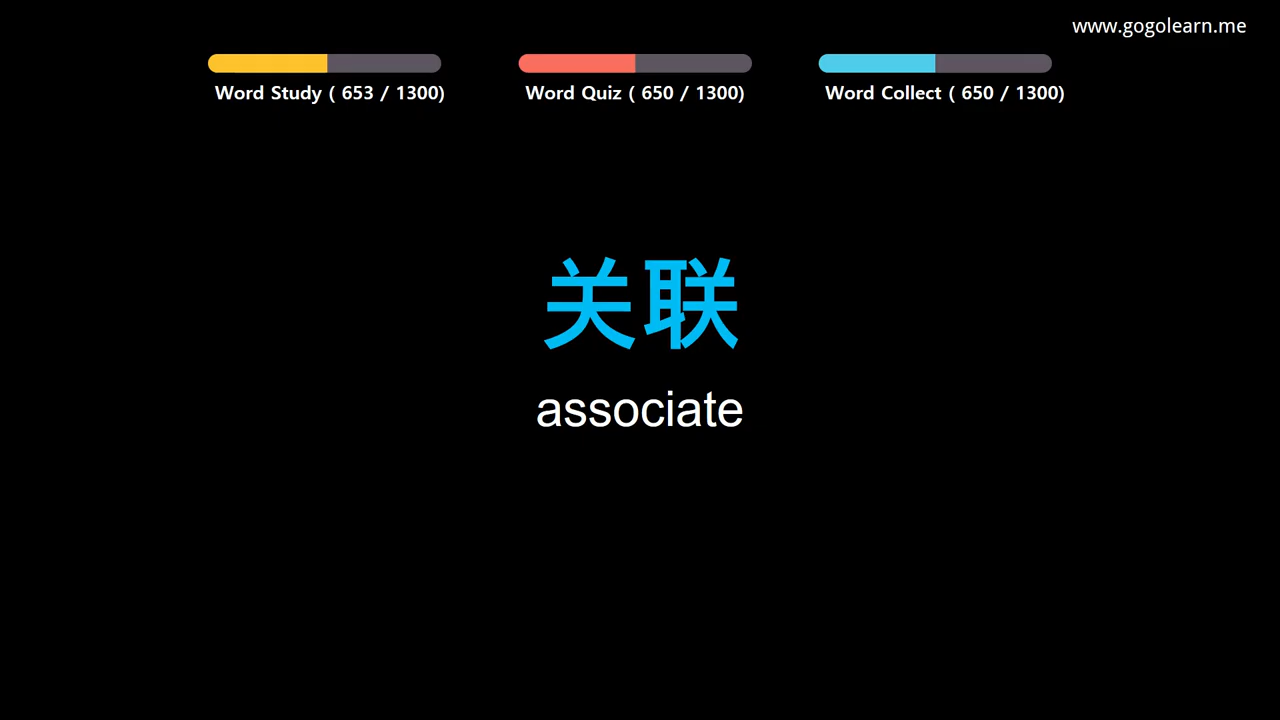 www.gogolearn.me
Word Study ( 653 / 1300)
Word Quiz ( 650 / 1300)
Word Collect ( 650 / 1300)
关联
associate